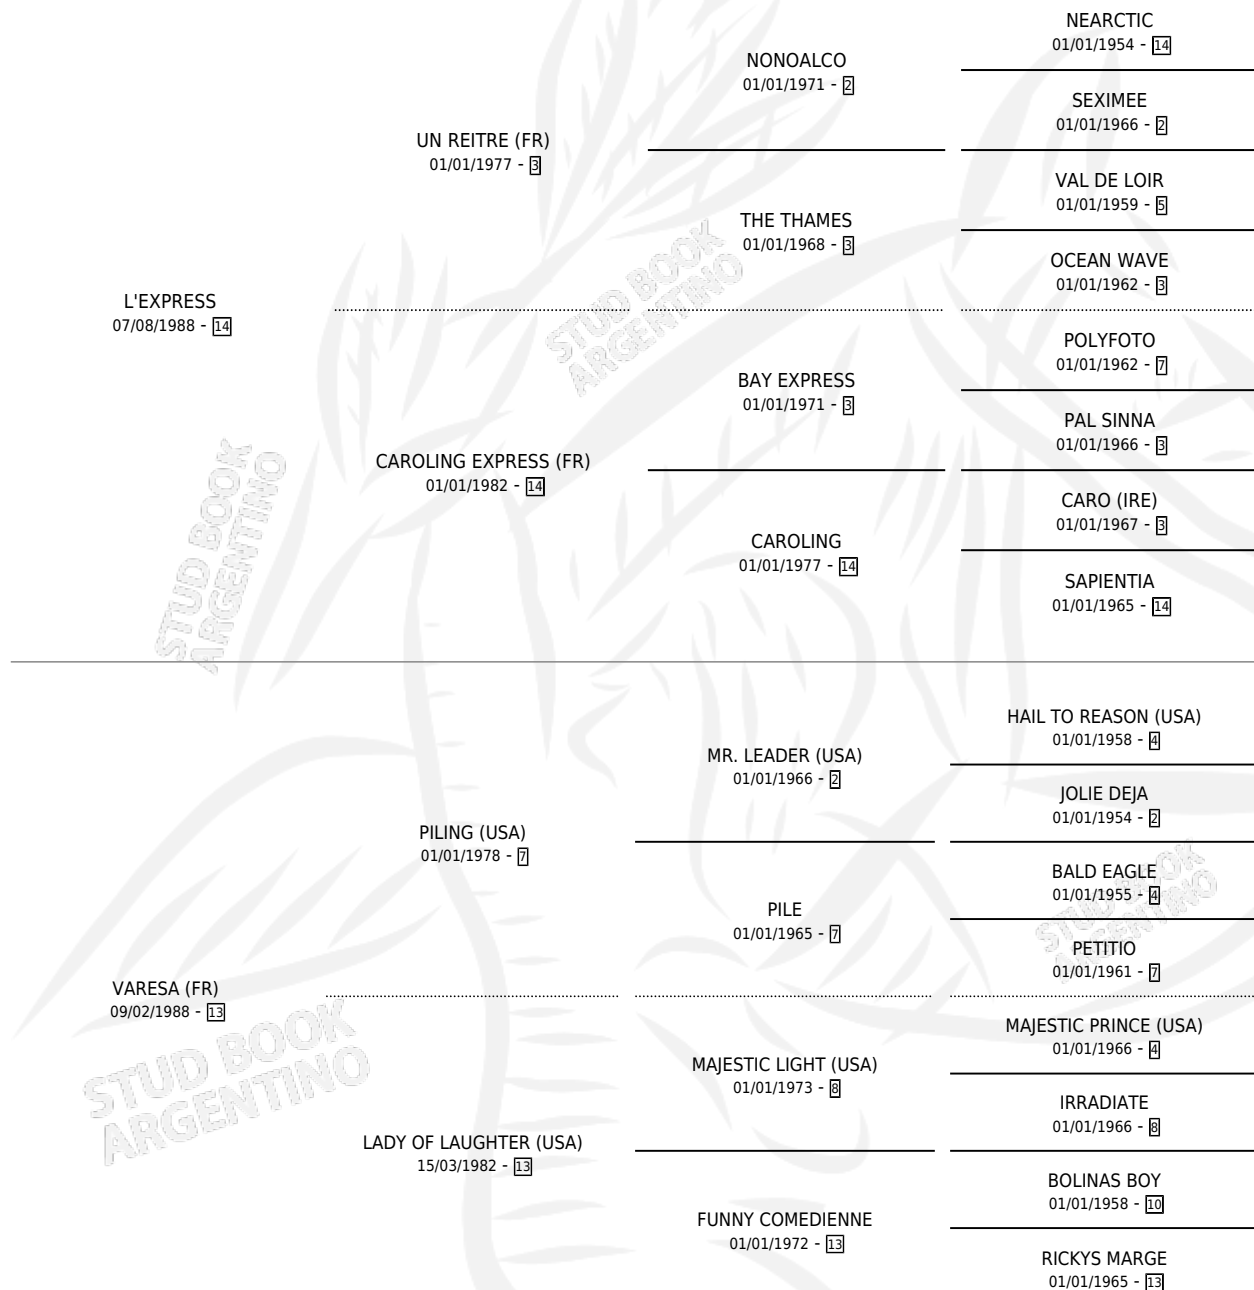 NEARCTIC
01/01/1954 - 14
NONOALCO
01/01/1971 - 2
SEXIMEE
01/01/1966 - 2
UN REITRE (FR)
01/01/1977 - 3
VAL DE LOIR
01/01/1959 - 5
THE THAMES
01/01/1968 - 3
OCEAN WAVE
01/01/1962 - 3
L'EXPRESS
07/08/1988 - 14
STUD BOOK
ARGENTINO
POLYFOTO
01/01/1962 - 7
BAY EXPRESS
01/01/1971 - 3
PAL SINNA
01/01/1966 - 3
CAROLING EXPRESS (FR)
01/01/1982 - 14
CARO (IRE)
01/01/1967 - 3
CAROLING
01/01/1977 - 14
SAPIENTIA
01/01/1965 - 14
STUD BOOK
ARGENTINO
HAIL TO REASON (USA)
01/01/1958 - 4
MR. LEADER (USA)
01/01/1966 - 2
JOLIE DEJA
01/01/1954 - 2
PILING (USA)
01/01/1978 - 7
BALD EAGLE
01/01/1955 - 4
PILE
01/01/1965 - 7
PETITIO
01/01/1961 - 7
STUD BOOK
ARGENTINO
VARESA (FR)
09/02/1988 - 13
MAJESTIC PRINCE (USA)
01/01/1966 - 4
MAJESTIC LIGHT (USA)
01/01/1973 - 8
IRRADIATE
01/01/1966 - 8
STUD BOOK
ARGENTINO
LADY OF LAUGHTER (USA)
15/03/1982 - 13
BOLINAS BOY
01/01/1958 - 10
FUNNY COMEDIENNE
01/01/1972 - 13
RICKYS MARGE
01/01/1965 - 13